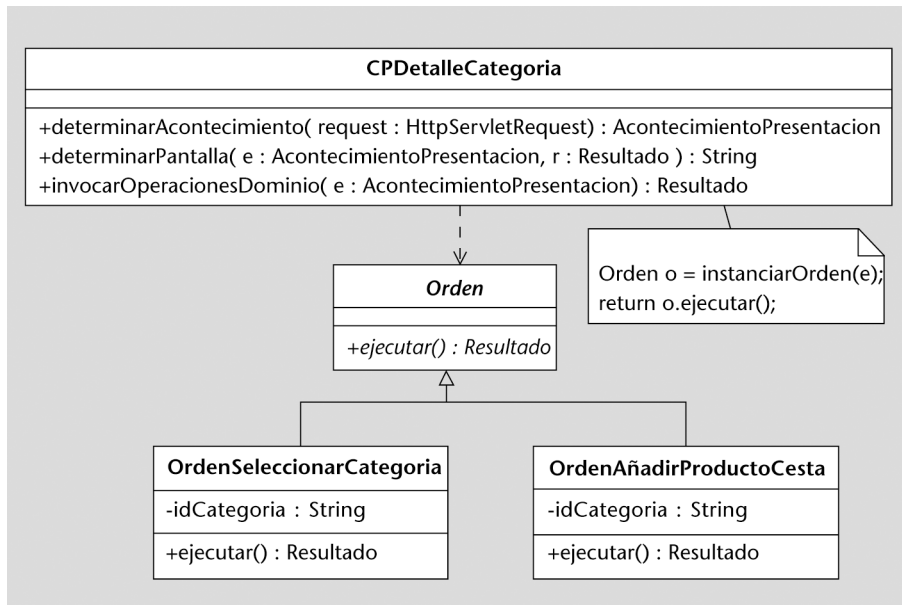 CPDetalleCategoria
+determinarAcontecimiento( request : HttpServletRequest) : AcontecimientoPresentacion
+determinarPantalla( e : AcontecimientoPresentacion, r : Resultado ) : String
+invocarOperacionesDominio( e : AcontecimientoPresentacion) : Resultado
Orden o = instanciarOrden(e);
return o.ejecutar();
Orden
+ejecutar() : Resultado
OrdenSeleccionarCategoria
-idCategoria : String
+ejecutar() : Resultado
OrdenAñadirProductoCesta
-idCategoria : String
+ejecutar() : Resultado